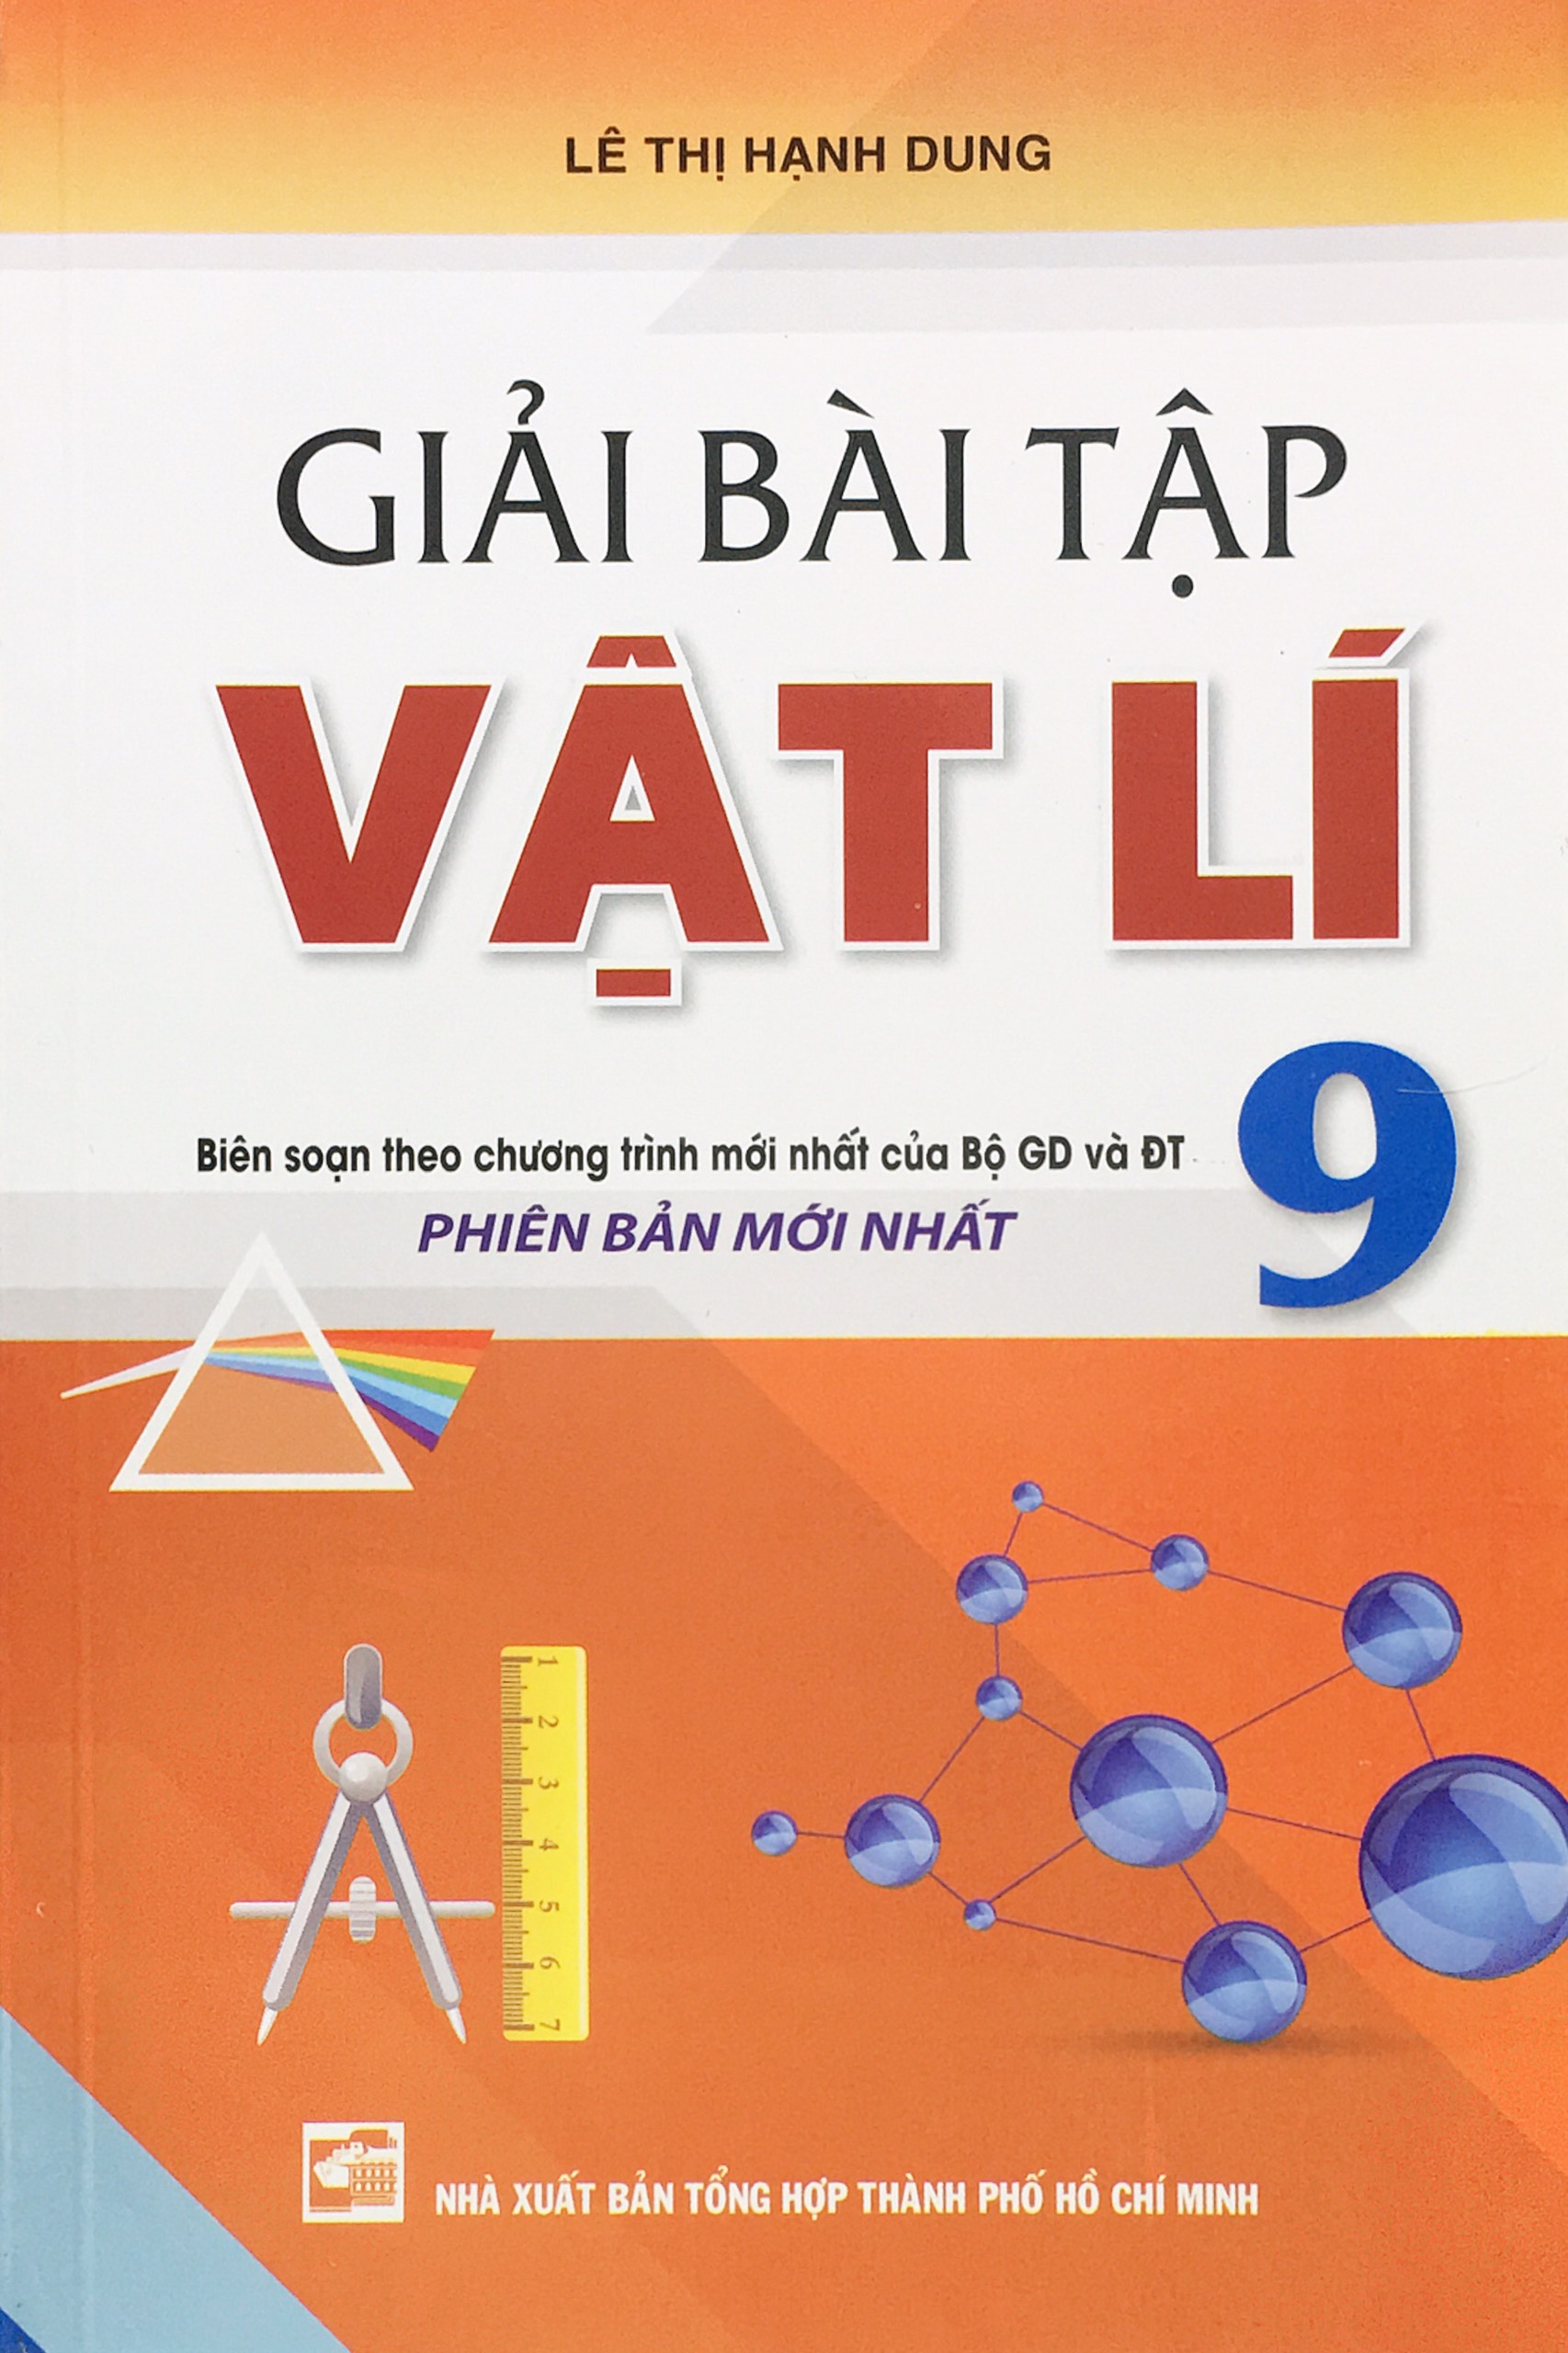 LÊ THỊ HẠNH DUNG
GIẢI BÀI TẬP
VẬT LÍ
9
Biên soạn theo chương trình mới nhất của Bộ GD và ĐT
PHIÊN BẢN MỚI NHẤT
1
2
3
4
5
6
7
NHÀ XUẤT BẢN TỔNG HỢP THÀNH PHỐ HỒ CHÍ MINH